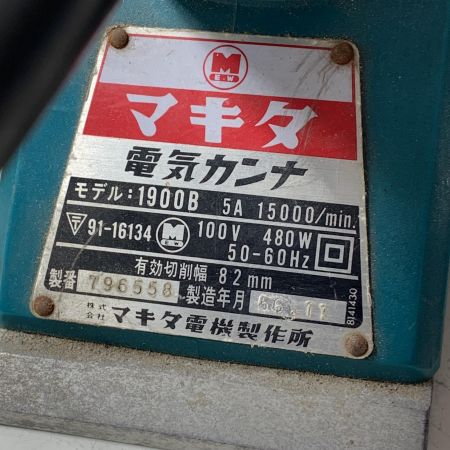 M
E.W
マキタ
電気カンナ
モデル:1900B 5A 15000/min.
〒 91-16134 M E.W 100V 480W
50-60Hz
有効切削幅 82mm
製番 796558 製造年月
株式会社 マキタ電機製作所
8141430